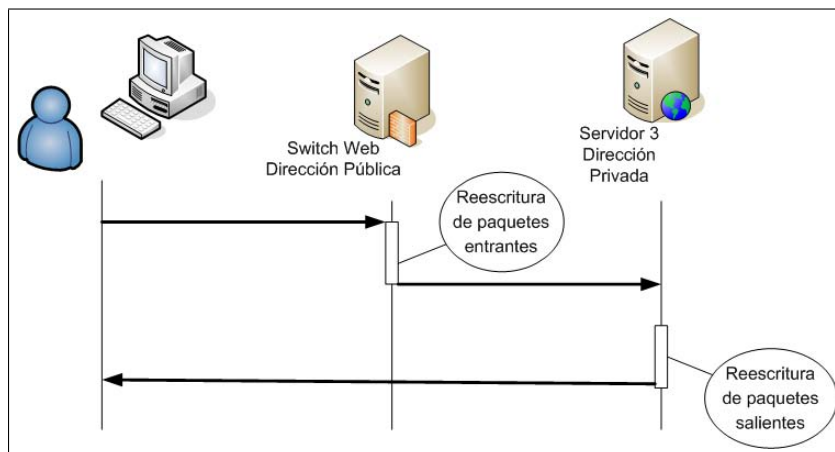 Switch Web
Dirección Pública
Servidor 3
Dirección
Privada
Reescritura
de paquetes
entrantes
Reescritura
de paquetes
salientes